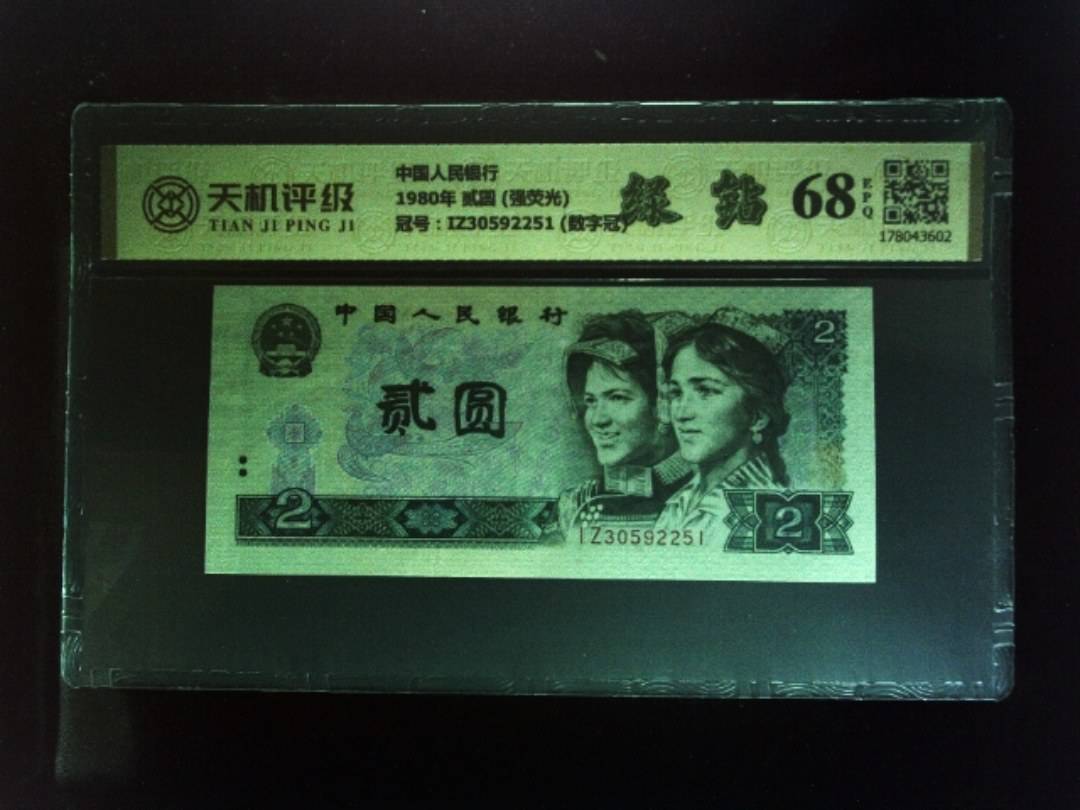 天机评级
TIAN JI PING JI
中国人民银行
1980年 贰圆 (强荧光)
冠号：IZ30592251 (数字冠)
绿钻
68
EPQ
178043602
中国人民银行
2
贰圆
2
IZ30592251
2